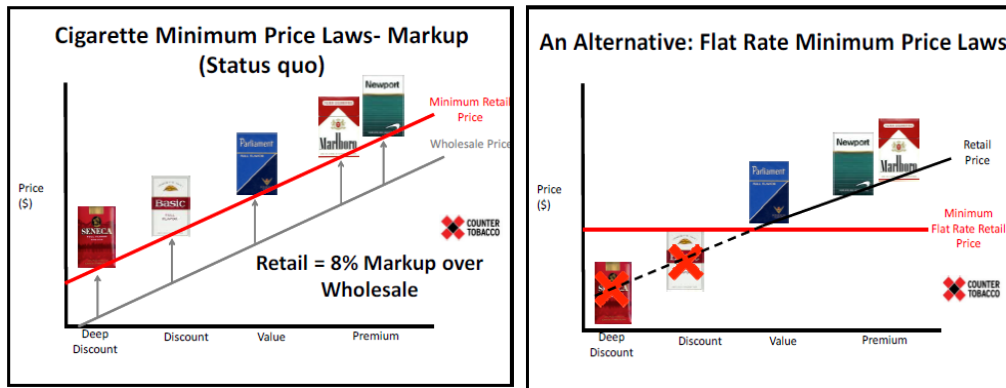 Cigarette Minimum Price Laws- Markup
(Status quo)
Newport
Minimum Retail
Price
Marlboro
Wholesale Price
Parliament
Price
($)
Basic
SENECA
COUNTER
TOBACCO
Retail = 8% Markup over
Wholesale
Deep
Discount
Discount
Value
Premium
An Alternative: Flat Rate Minimum Price Laws
Newport
Marlboro
Retail
Price
Parliament
Price
($)
Minimum
Flat Rate Retail
Price
COUNTER
TOBACCO
Deep
Discount
Discount
Value
Premium